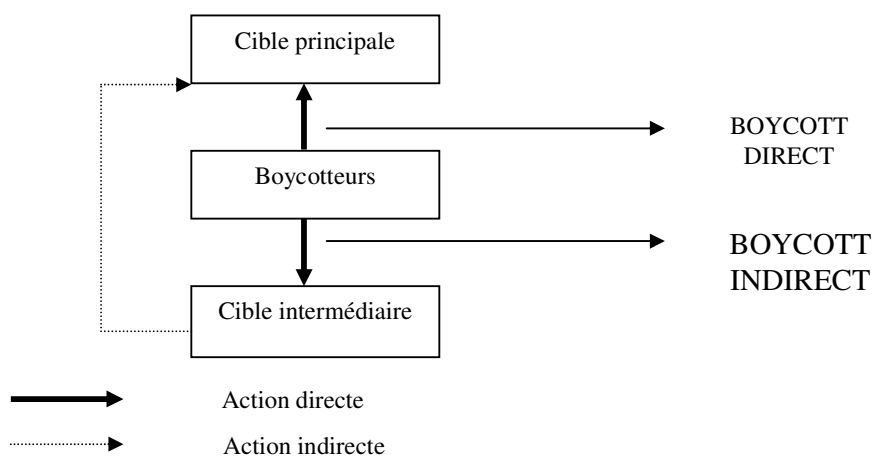 Cible principale
BOYCOTT
DIRECT
Boycotteurs
BOYCOTT
INDIRECT
Cible intermédiaire
Action directe
Action indirecte